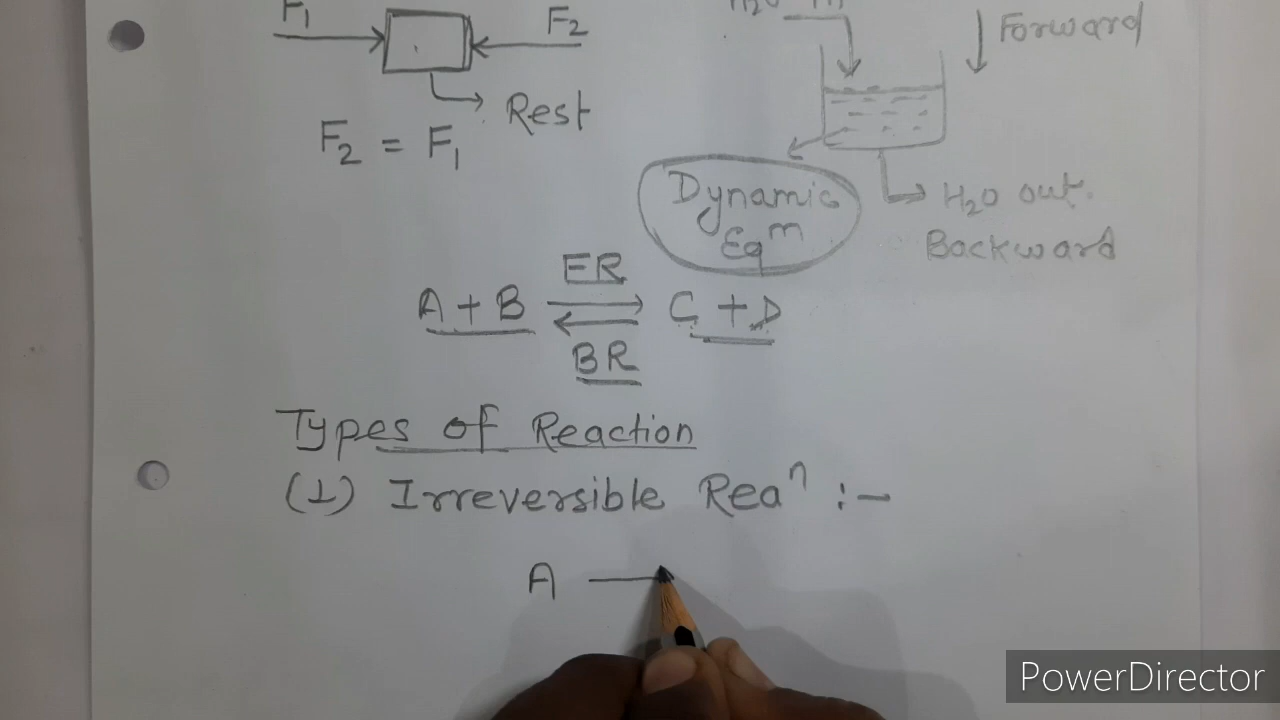 F₁ F₂
Rest
F₂ = F₁
Forward
H₂O out.
Backward
Dynamic
Eqᵐ
FR
A + B ⇌ C + D
BR
Types of Reaction
(1) Irreversible Reaⁿ :-
A —
PowerDirector